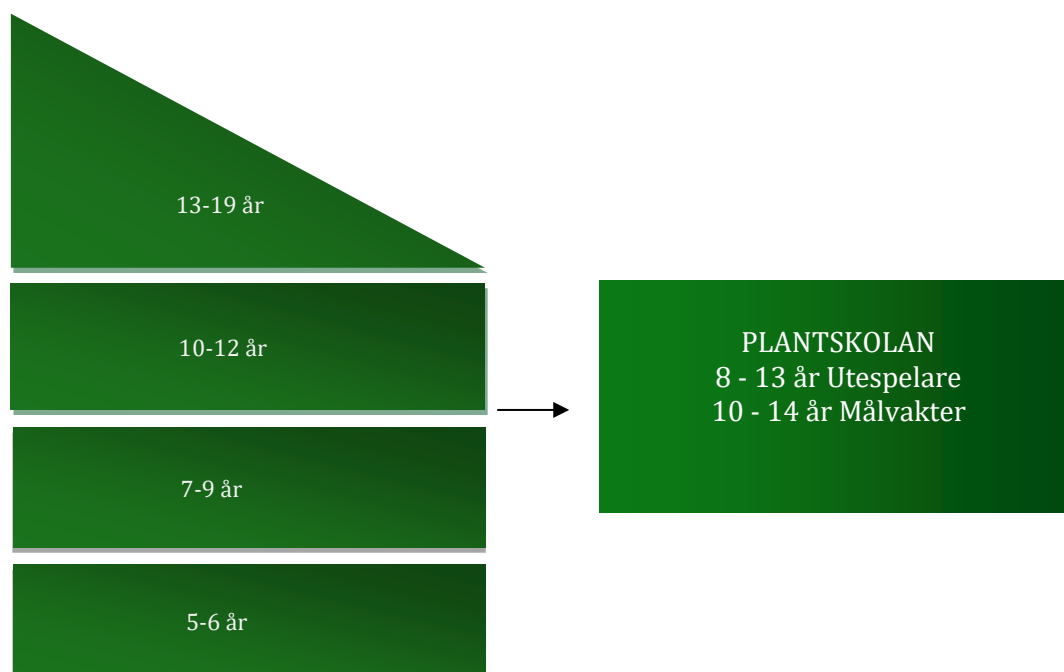 13-19 år
10-12 år
PLANTSKOLAN
8 - 13 år Utespelare
10 - 14 år Målvakter
7-9 år
5-6 år